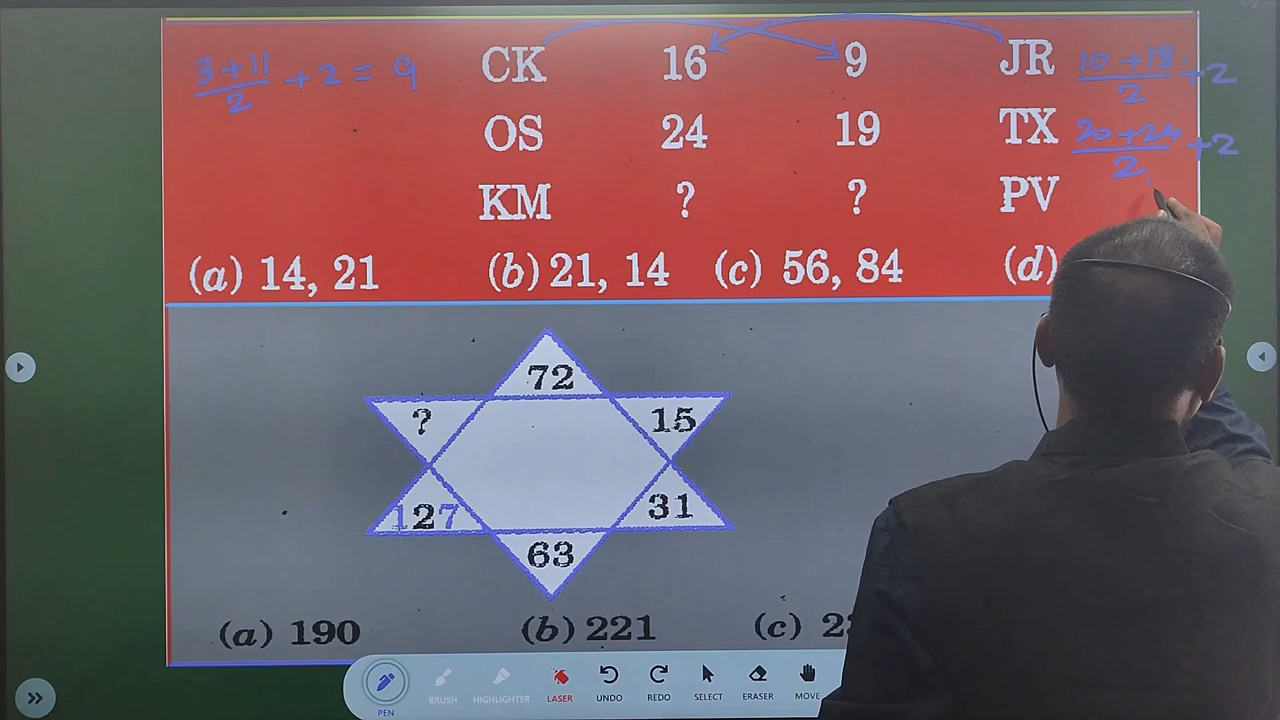 3+11/2 +2 = 9 CK 16 9 JR 10+18/2 +2
OS 24 19 TX 20+24/2 +2
KM ? ? PV
(a) 14, 21 (b) 21, 14 (c) 56, 84 (d)
72
? 15
127 31
63
(a) 190 (b) 221 (c)
PEN BRUSH HIGHLIGHTER LASER UNDO REDO SELECT ERASER MOVE